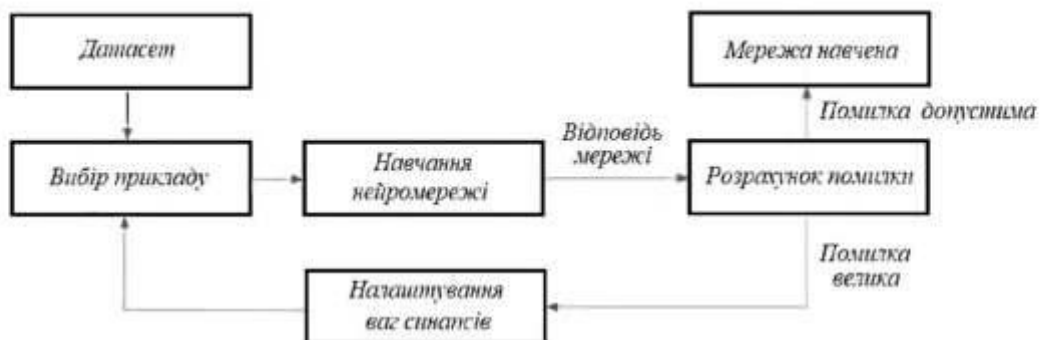 Датасет
Мережа навчена
Помилка допустима
Вибір прикладу
Навчання
нейромережі
Відповідь
мережі
Розрахунок помилки
Помилка
велика
Налаштування
ваг синапсів